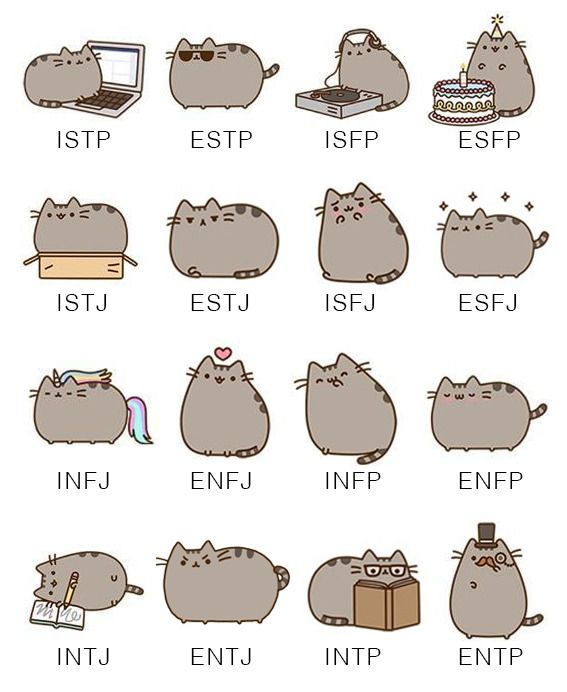 ISTP ESTP ISFP ESFP
ISTJ ESTJ ISFJ ESFJ
INFJ ENFJ INFP ENFP
INTJ ENTJ INTP ENTP